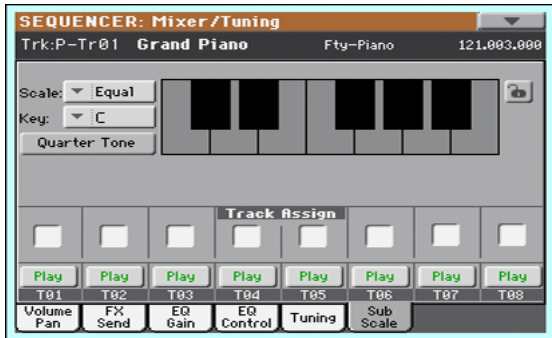 SEQUENCER: Mixer/Tuning
Trk:P-Tr01 Grand Piano Fty-Piano 121.003.000
Scale: Equal
Key: C
Quarter Tone
Track Assign
Play Play Play Play Play Play Play Play
T01 T02 T03 T04 T05 T06 T07 T08
Volume Pan FX Send EQ Gain EQ Control Tuning Sub Scale